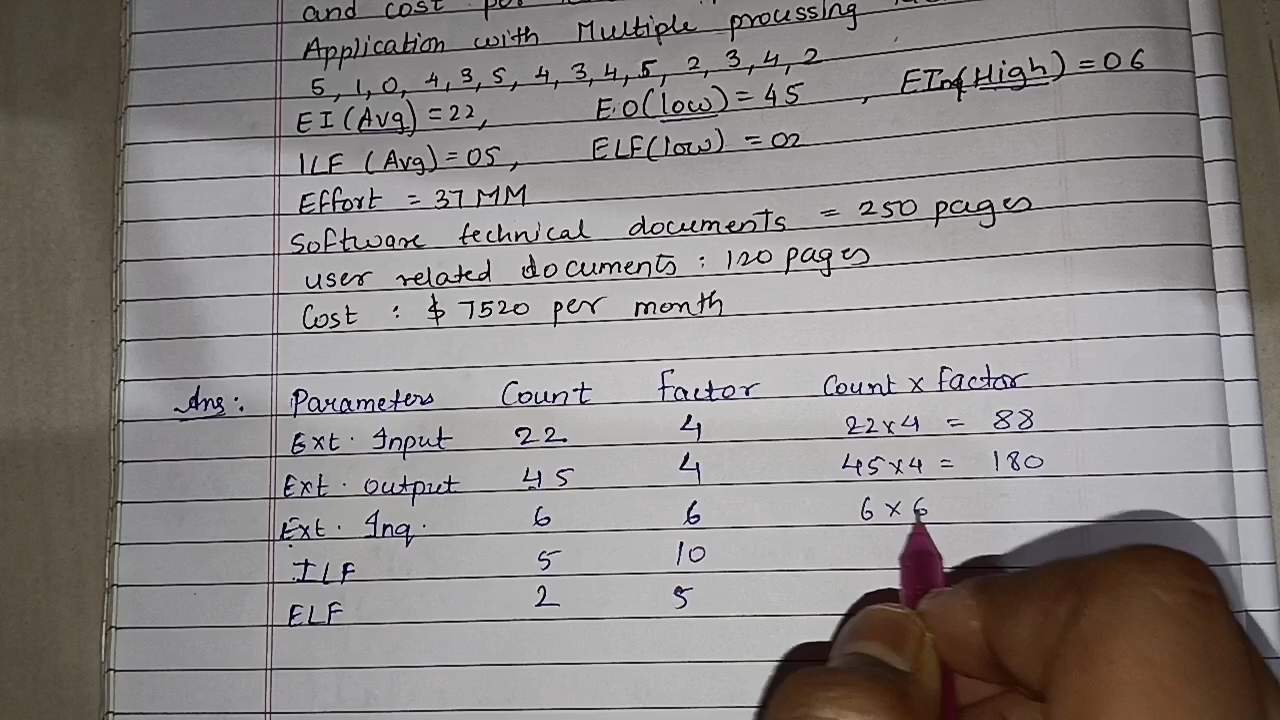 and cost
Application with Multiple processing
5, 1, 0, 4, 3, 5, 4, 3, 4, 5, 2, 3, 4, 2
EI (Avg) = 22, E.O (low) = 45 , EInq (High) = 06
ILF (Avg) = 05, ELF (low) = 02
Effort = 37 MM
Software technical documents = 250 pages
user related documents : 120 pages
Cost : $ 7520 per month
Ans: Parameters Count Factor Count x factor
Ext. Input 22 4 22x4 = 88
Ext. output 45 4 45x4 = 180
Ext. Inq. 6 6 6 x 6
ILF 5 10
ELF 2 5